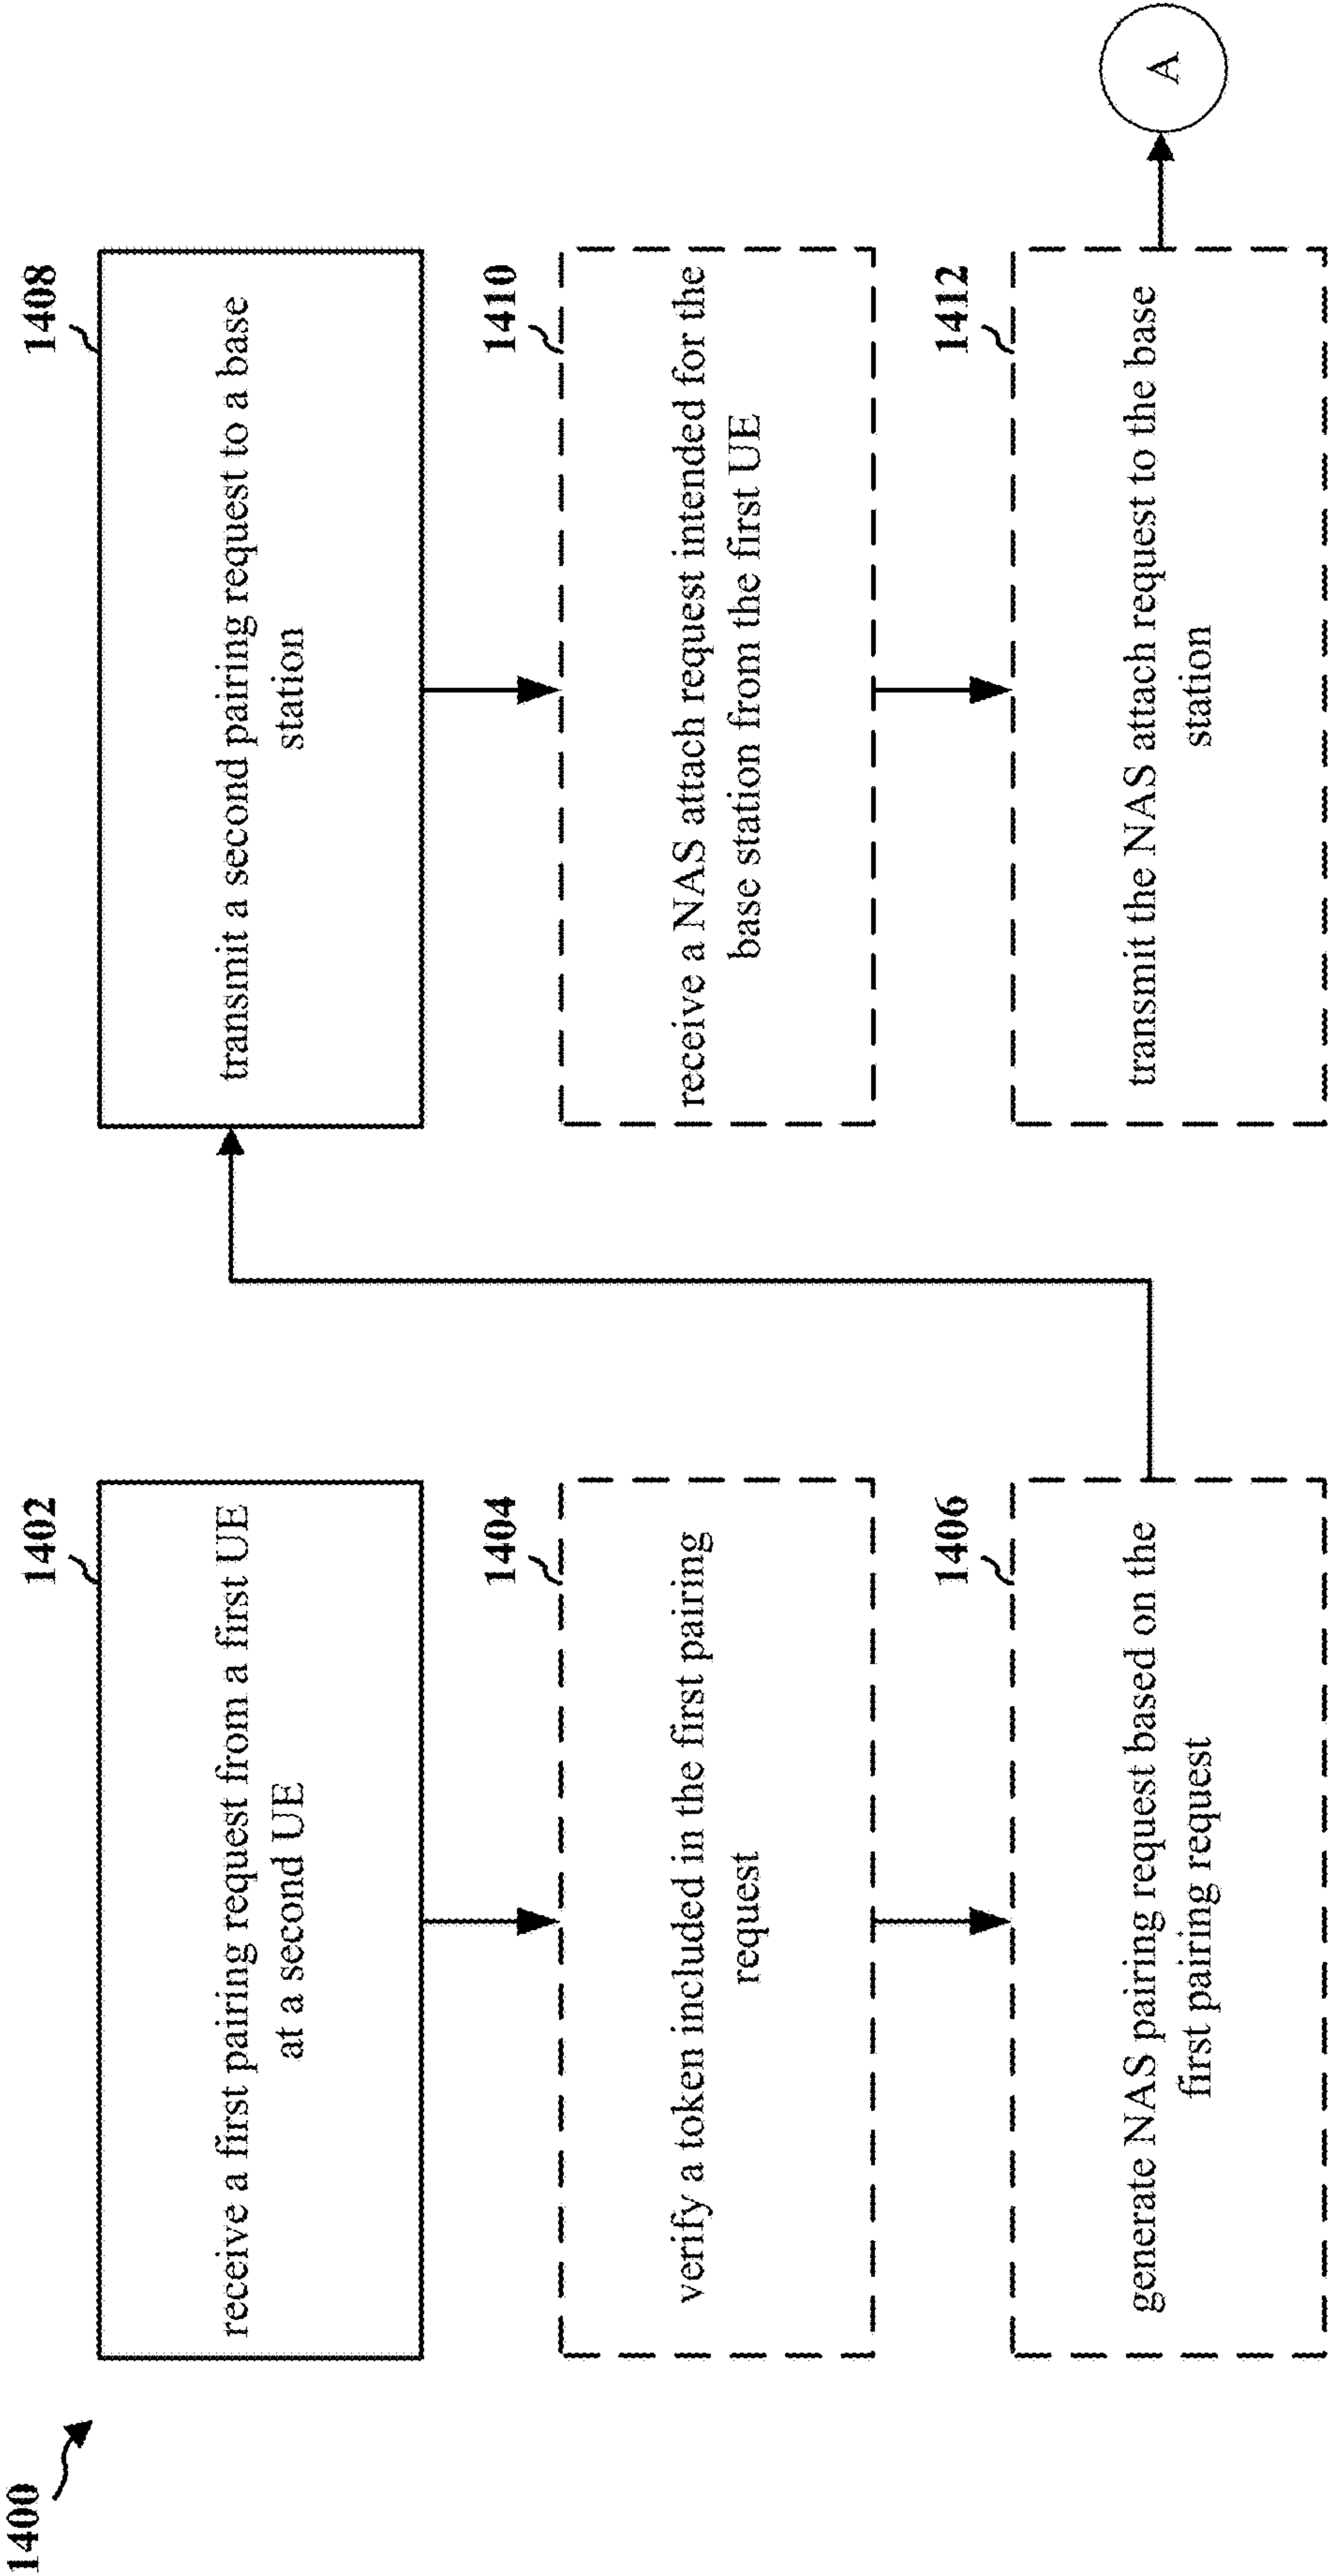 1400
1402
receive a first pairing request from a first UE
at a second UE
1404
verify a token included in the first pairing
request
1406
generate NAS pairing request based on the
first pairing request
1408
transmit a second pairing request to a base
station
1410
receive a NAS attach request intended for the
base station from the first UE
1412
transmit the NAS attach request to the base
station
A